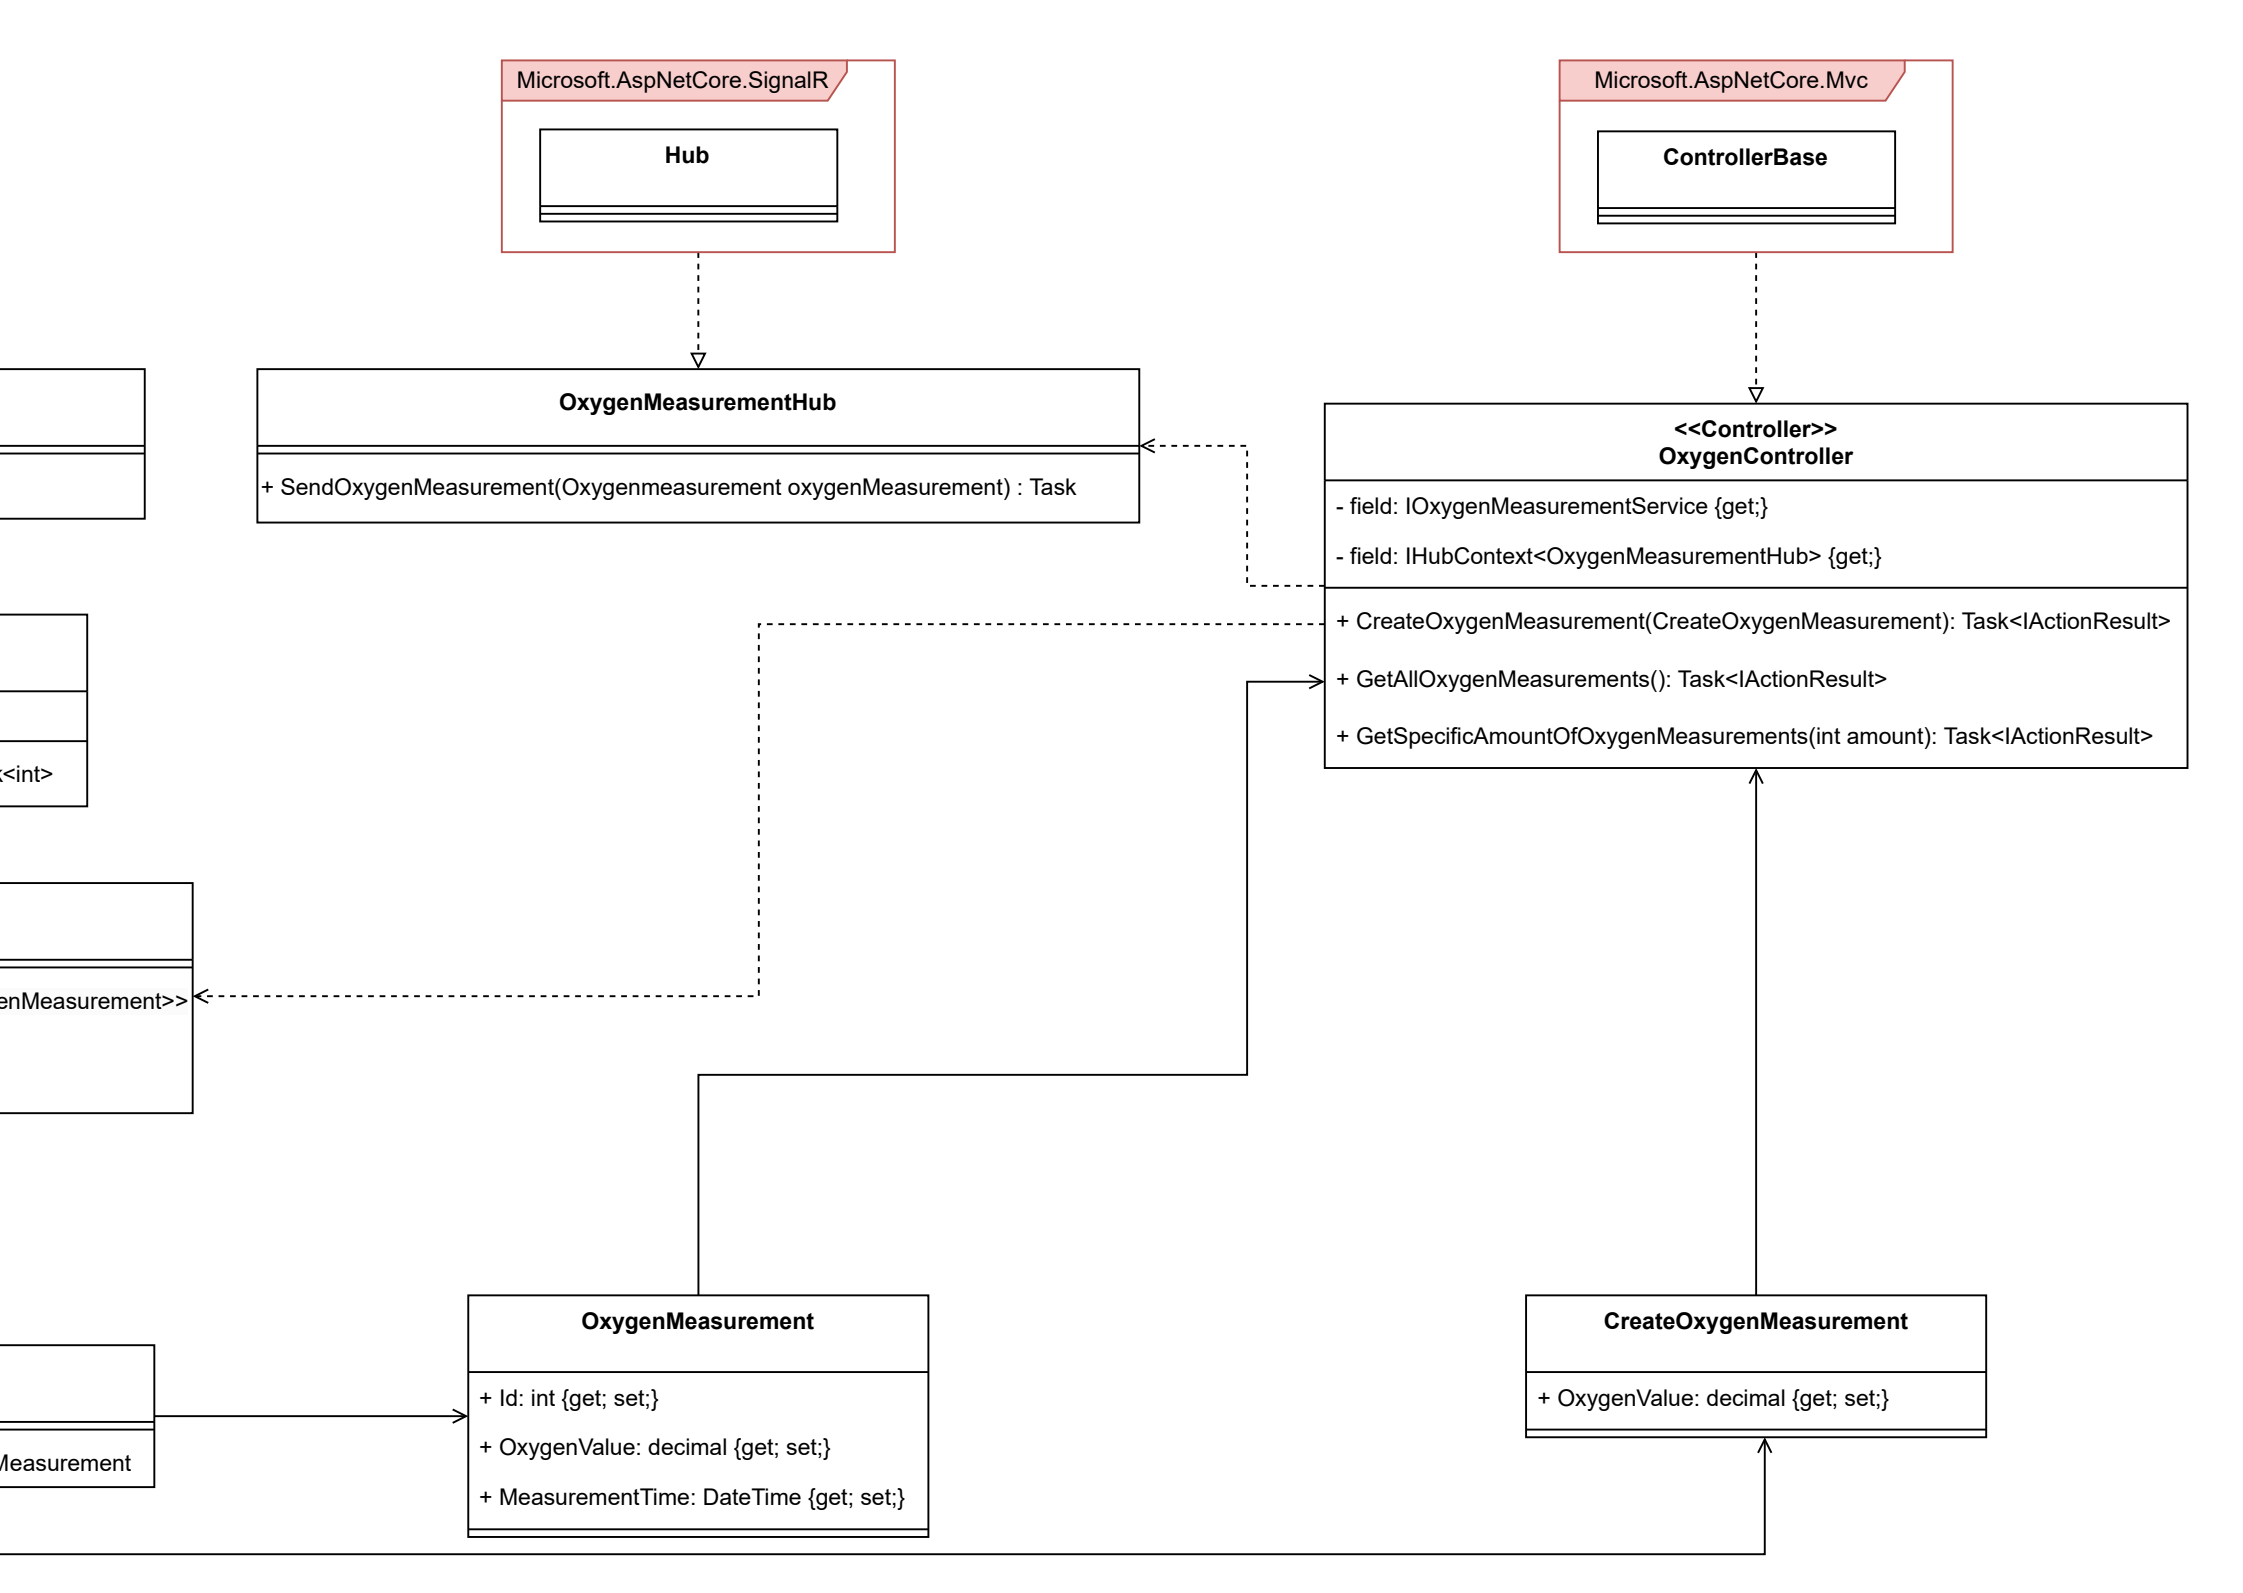 Microsoft.AspNetCore.SignalR
Hub
Microsoft.AspNetCore.Mvc
ControllerBase
OxygenMeasurementHub
+ SendOxygenMeasurement(Oxygenmeasurement oxygenMeasurement) : Task
<<Controller>>
OxygenController
- field: IOxygenMeasurementService {get;}
- field: IHubContext<OxygenMeasurementHub> {get;}
+ CreateOxygenMeasurement(CreateOxygenMeasurement): Task<IActionResult>
+ GetAllOxygenMeasurements(): Task<IActionResult>
+ GetSpecificAmountOfOxygenMeasurements(int amount): Task<IActionResult>
<int>
enMeasurement>>
OxygenMeasurement
+ Id: int {get; set;}
+ OxygenValue: decimal {get; set;}
+ MeasurementTime: DateTime {get; set;}
CreateOxygenMeasurement
+ OxygenValue: decimal {get; set;}
Measurement